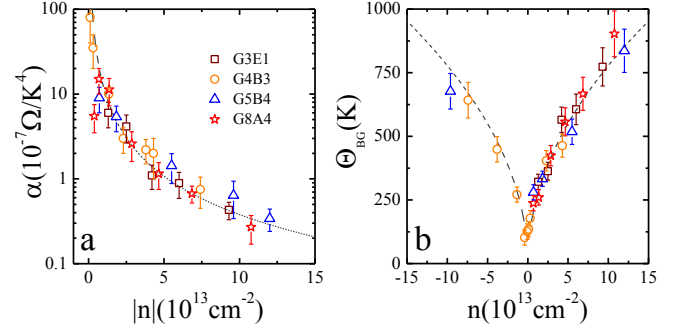 α(10⁻⁷Ω/K⁴)
100
10
1
0.1
G3E1
G4B3
G5B4
G8A4
a
0 5 10 15
|n|(10¹³cm⁻²)
Θ_BG(K)
1000
750
500
250
0
b
-15 -10 -5 0 5 10 15
n(10¹³cm⁻²)